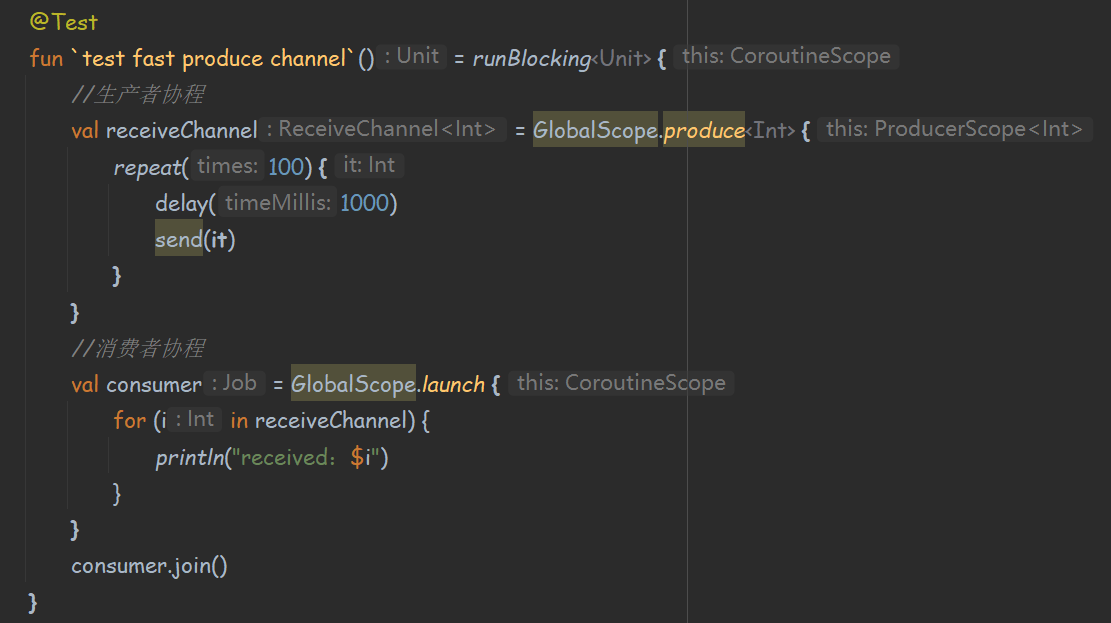 @Test
fun `test fast produce channel`() : Unit = runBlocking<Unit> { this: CoroutineScope
//生产者协程
val receiveChannel : ReceiveChannel<Int> = GlobalScope.produce<Int> { this: ProducerScope<Int>
repeat( times: 100) { it: Int
delay( timeMillis: 1000)
send(it)
}
}
//消费者协程
val consumer : Job = GlobalScope.launch { this: CoroutineScope
for (i : Int in receiveChannel) {
println("received：$i")
}
}
consumer.join()
}